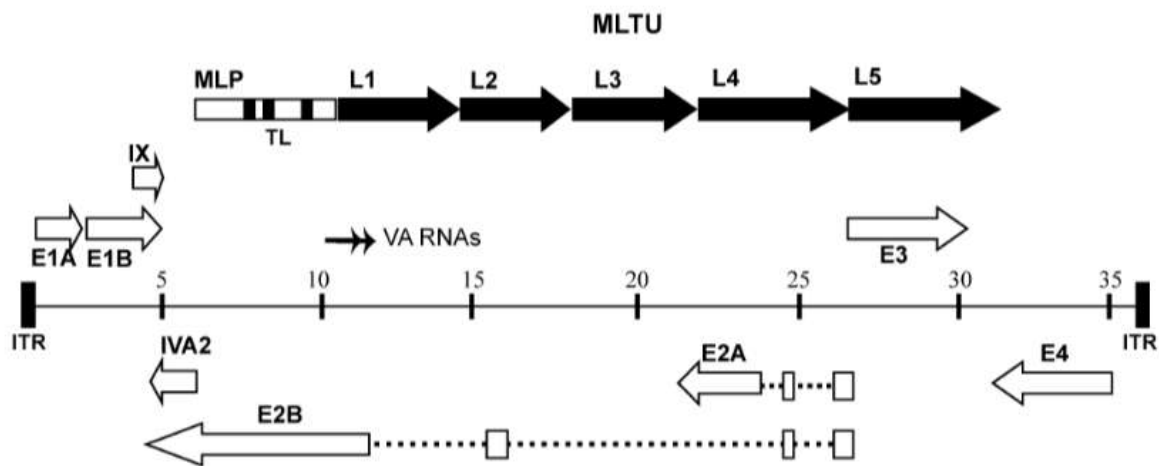 MLTU
MLP L1 L2 L3 L4 L5
TL
IX
E1A E1B VA RNAs E3
5 10 15 20 25 30 35
ITR ITR
IVA2 E2A E4
E2B